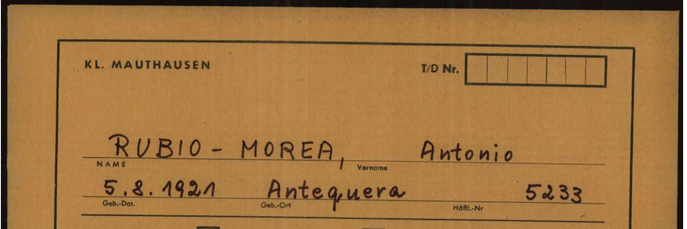 KL. MAUTHAUSEN T/D Nr.
RUBIO - MOREA, Antonio
NAME Vorname
5.8.1921 Antequera 5233
Geb.-Dat. Geb.-Ort Häftl.-Nr